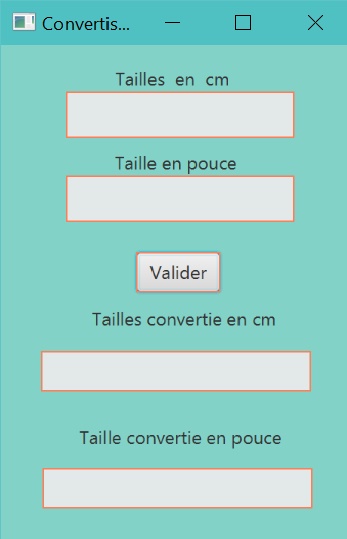 Convertis...
Tailles en cm
Taille en pouce
Valider
Tailles convertie en cm
Taille convertie en pouce